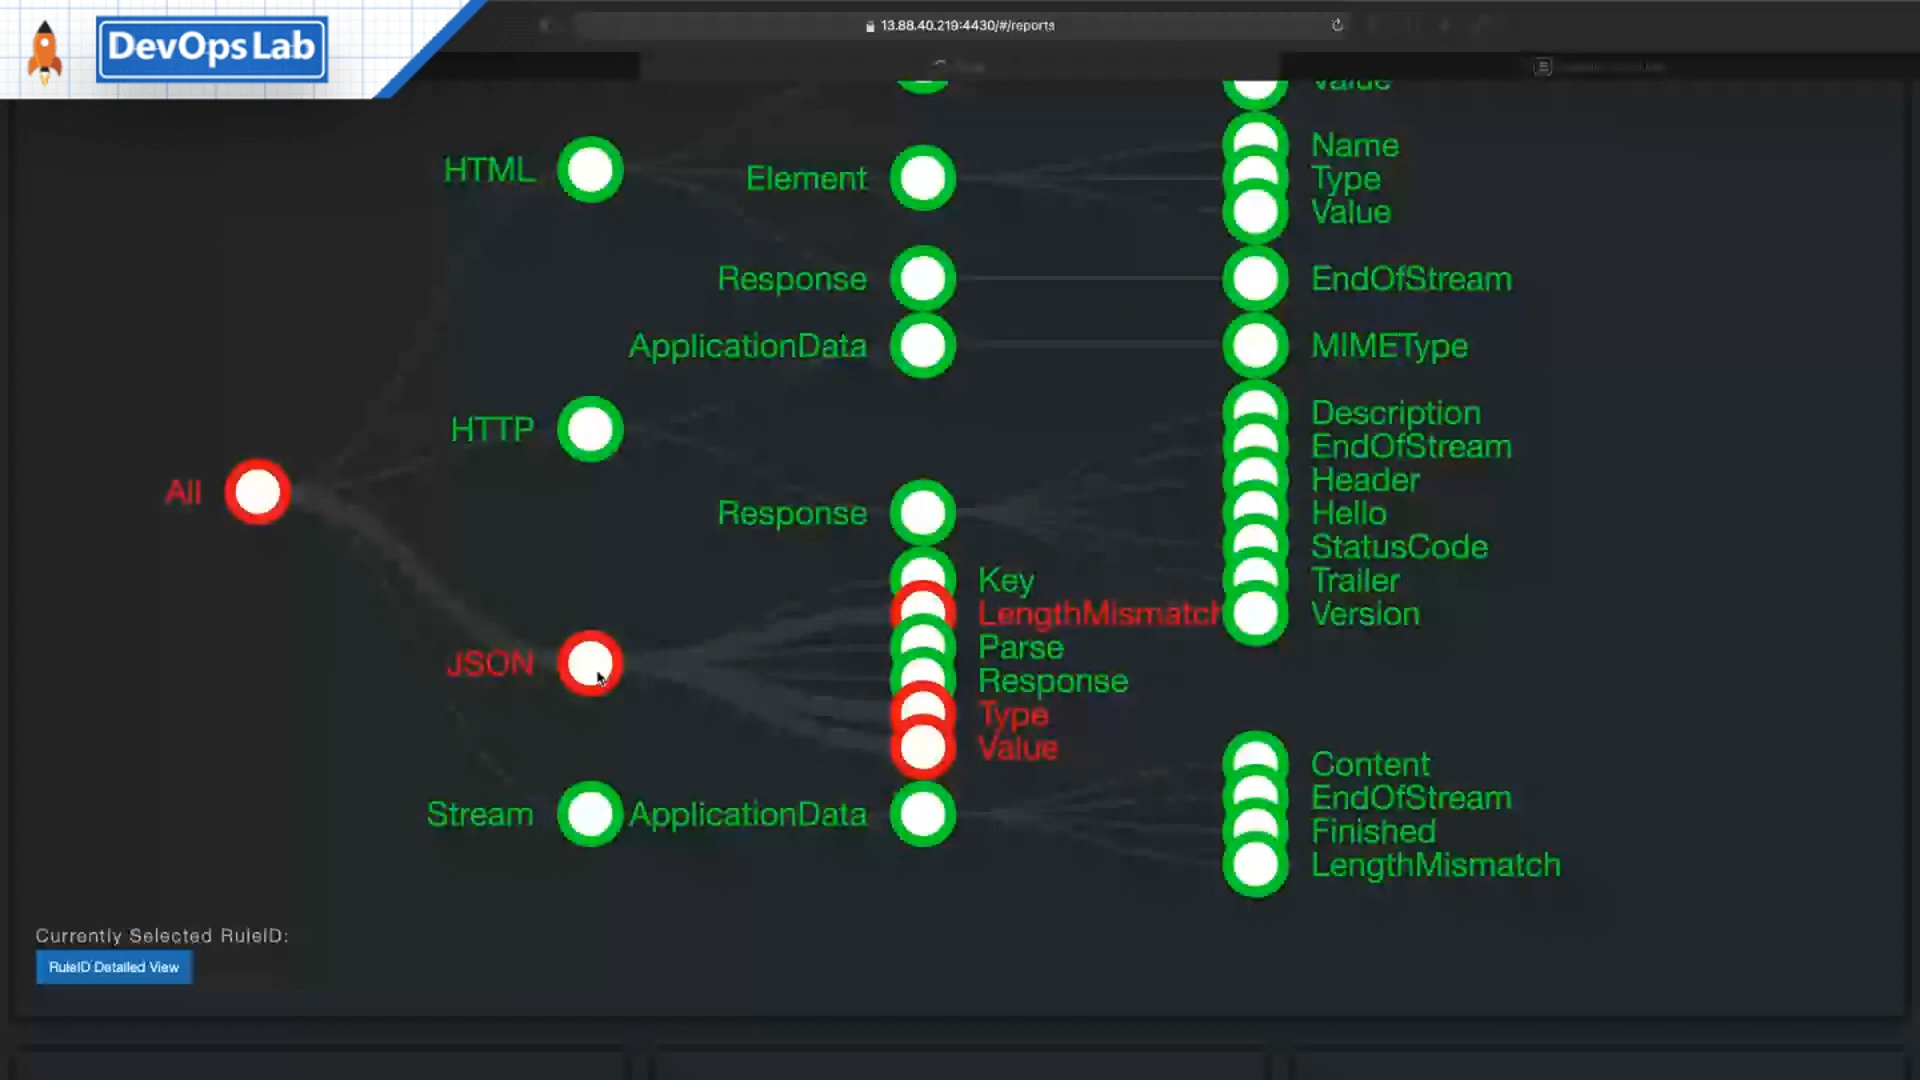 DevOps Lab
13.88.40.219:4430/#/reports
Value
HTML
Element
Name
Type
Value
Response
EndOfStream
ApplicationData
MIMEType
HTTP
Description
EndOfStream
Header
All
Response
Hello
StatusCode
Key
Trailer
LengthMismatch
Version
Parse
JSON
Response
Type
Value
Content
EndOfStream
Stream
ApplicationData
Finished
LengthMismatch
Currently Selected RuleID:
RuleID Detailed View